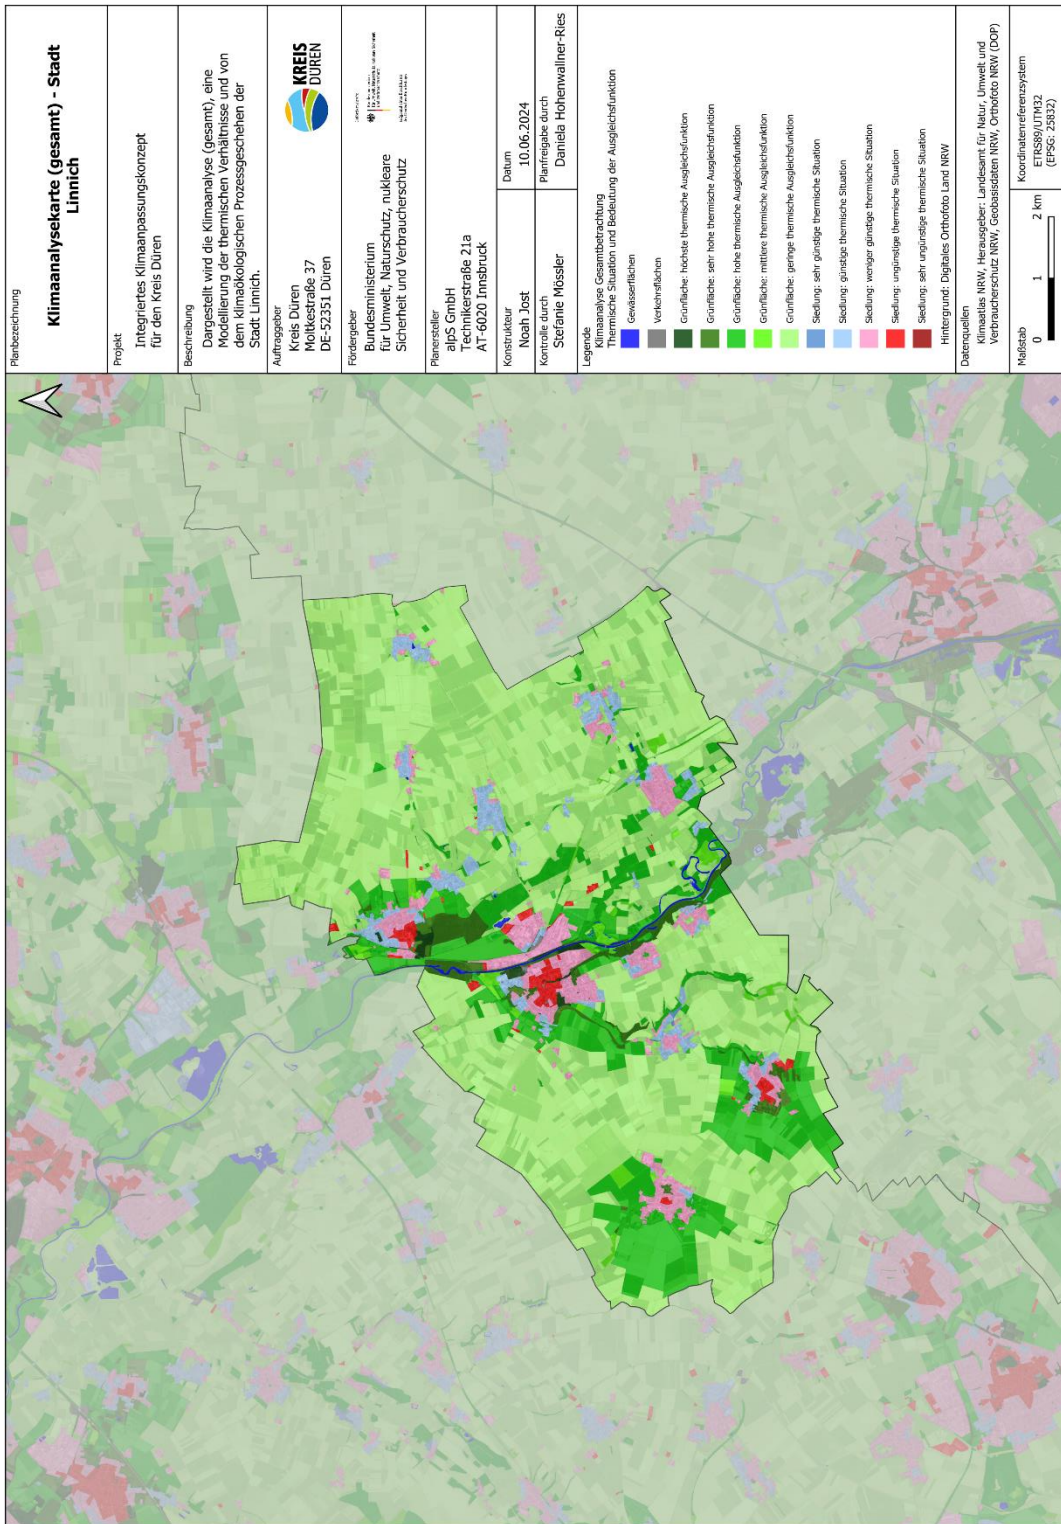 Planbezeichnung
Klimaanalysekarte (gesamt) - Stadt
Linnich
Projekt
Integriertes Klimaanpassungskonzept
für den Kreis Düren
Beschreibung
Dargestellt wird die Klimaanalyse (gesamt), eine
Modellierung der thermischen Verhältnisse und von
dem klimaökologischen Prozessgeschehen der
Stadt Linnich.
Auftraggeber
Kreis Düren
Moltkestraße 37
DE-52351 Düren
KREIS
DÜREN
Fördergeber
Bundesministerium
für Umwelt, Naturschutz, nukleare
Sicherheit und Verbraucherschutz
Planersteller
alpS GmbH
Technikerstraße 21a
AT-6020 Innsbruck
Konstrukteur
Noah Jost
Datum
10.06.2024
Kontrolle durch
Stefanie Mössler
Planfreigabe durch
Daniela Hohenwallner-Ries
Legende
Klimaanalyse Gesamtbetrachtung
Thermische Situation und Bedeutung der Ausgleichsfunktion
Gewässerflächen
Verkehrsflächen
Grünfläche: höchste thermische Ausgleichsfunktion
Grünfläche: sehr hohe thermische Ausgleichsfunktion
Grünfläche: hohe thermische Ausgleichsfunktion
Grünfläche: mittlere thermische Ausgleichsfunktion
Grünfläche: geringe thermische Ausgleichsfunktion
Siedlung: sehr günstige thermische Situation
Siedlung: günstige thermische Situation
Siedlung: weniger günstige thermische Situation
Siedlung: ungünstige thermische Situation
Siedlung: sehr ungünstige thermische Situation
Hintergrund: Digitales Orthofoto Land NRW
Datenquellen
Klimaatlas NRW, Herausgeber: Landesamt für Natur, Umwelt und
Verbraucherschutz NRW, Geobasisdaten NRW, Orthofoto NRW (DOP)
Maßstab
0 1 2 km
Koordinatenreferenzsystem
ETRS89/UTM32
(EPSG: 25832)